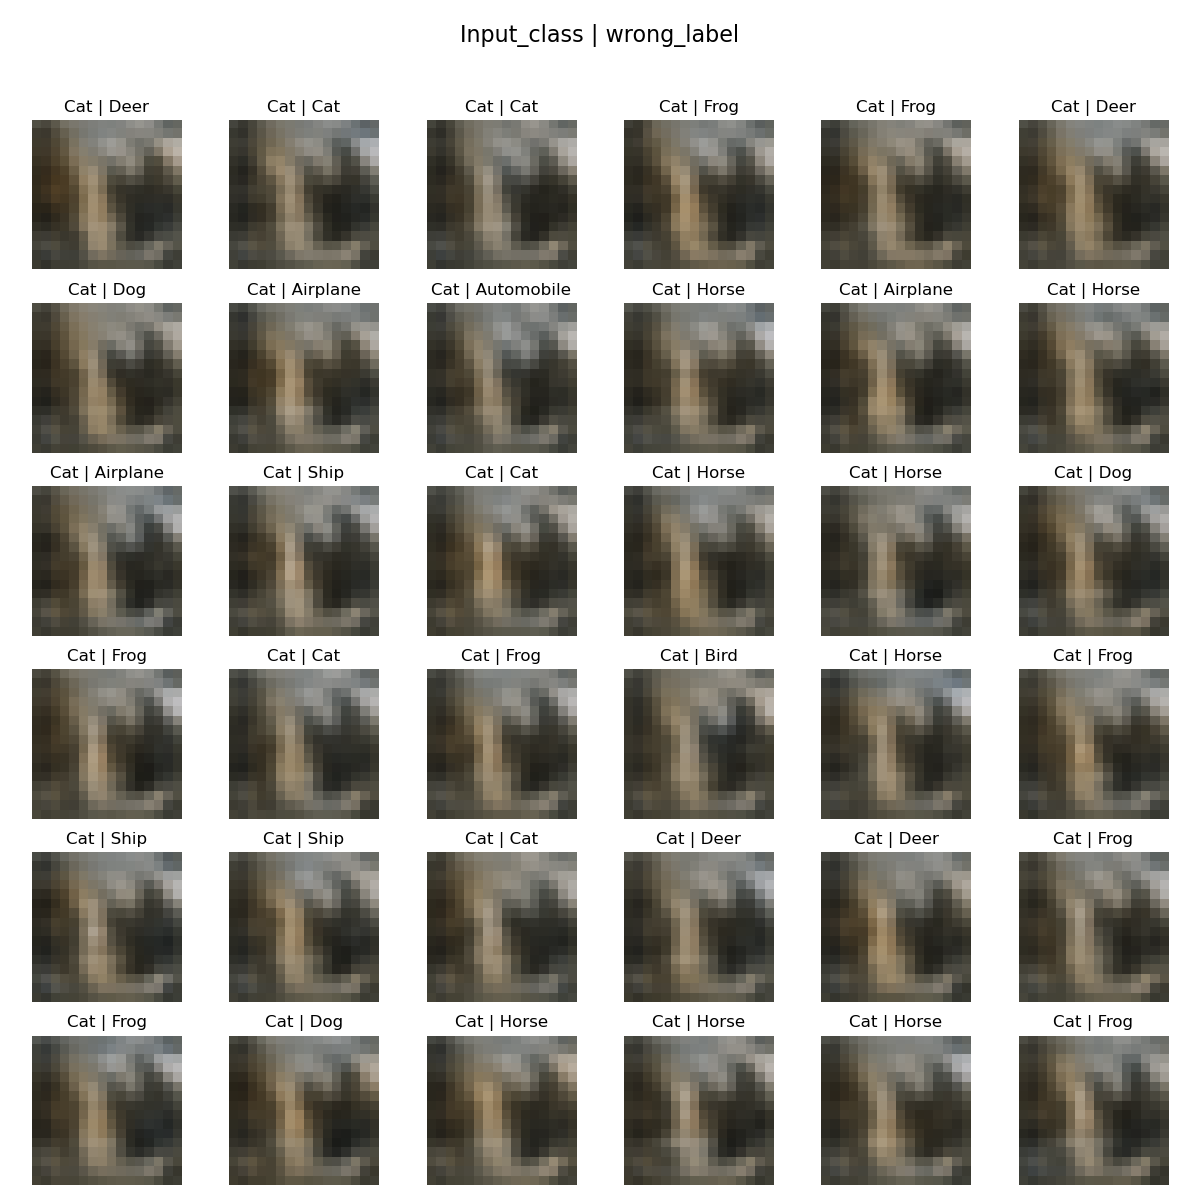 Input_class | wrong_label
Cat | Deer Cat | Cat Cat | Cat Cat | Frog Cat | Frog Cat | Deer
Cat | Dog Cat | Airplane Cat | Automobile Cat | Horse Cat | Airplane Cat | Horse
Cat | Airplane Cat | Ship Cat | Cat Cat | Horse Cat | Horse Cat | Dog
Cat | Frog Cat | Cat Cat | Frog Cat | Bird Cat | Horse Cat | Frog
Cat | Ship Cat | Ship Cat | Cat Cat | Deer Cat | Deer Cat | Frog
Cat | Frog Cat | Dog Cat | Horse Cat | Horse Cat | Horse Cat | Frog